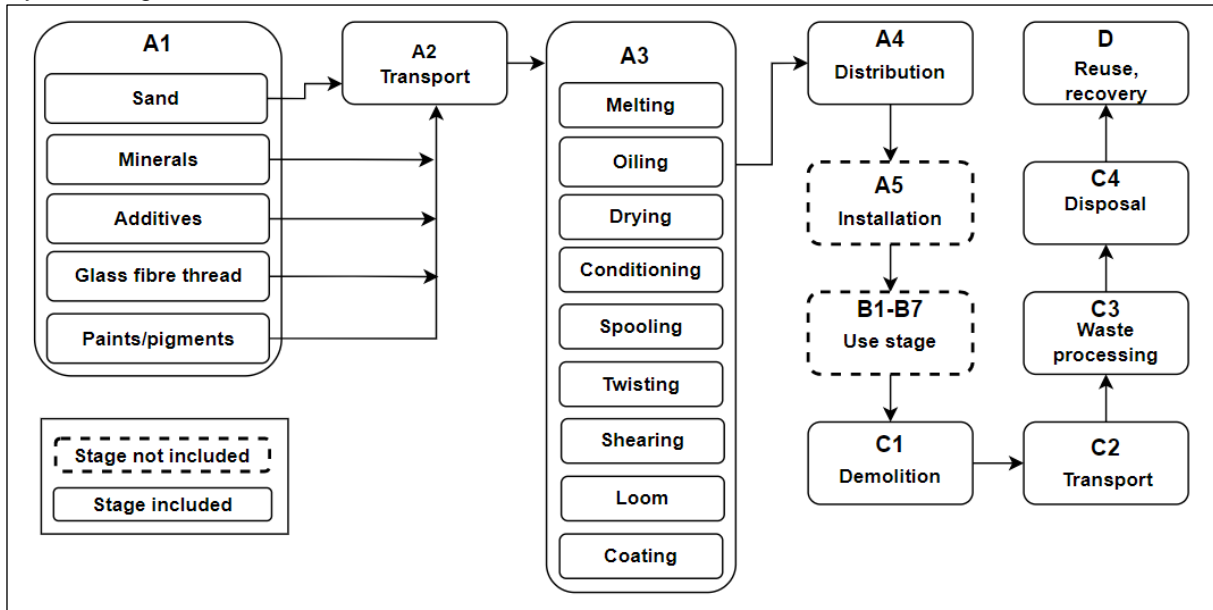 A1
Sand
Minerals
Additives
Glass fibre thread
Paints/pigments
Stage not included
Stage included
A2
Transport
A3
Melting
Oiling
Drying
Conditioning
Spooling
Twisting
Shearing
Loom
Coating
A4
Distribution
A5
Installation
B1-B7
Use stage
C1
Demolition
C2
Transport
C3
Waste
processing
C4
Disposal
D
Reuse,
recovery